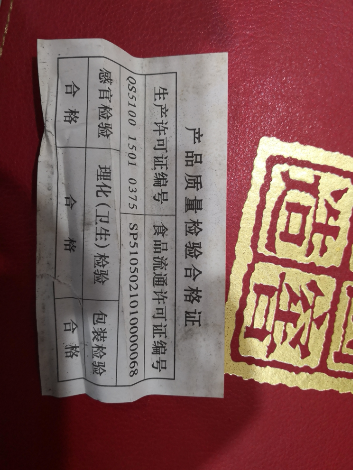 产品质量检验合格证
生产许可证编号 食品流通许可证编号
QS5100 1501 0375 SP5105021010000068
感官检验 理化(卫生)检验 包装检验
合格 合格 合格